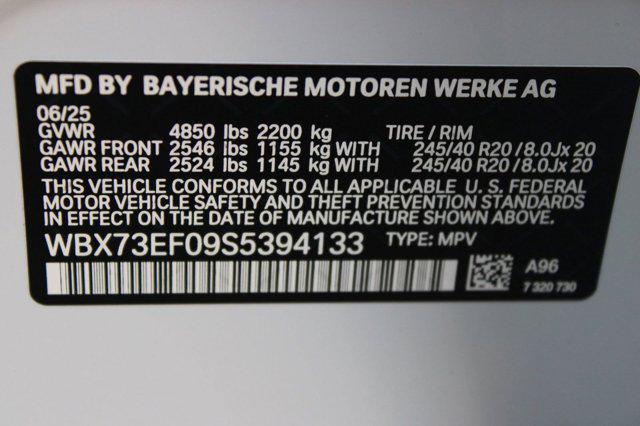 MFD BY BAYERISCHE MOTOREN WERKE AG
06/25
GVWR 4850 lbs 2200 kg TIRE / RIM
GAWR FRONT 2546 lbs 1155 kg WITH 245/40 R20 / 8.0Jx 20
GAWR REAR 2524 lbs 1145 kg WITH 245/40 R20 / 8.0Jx 20
THIS VEHICLE CONFORMS TO ALL APPLICABLE U. S. FEDERAL
MOTOR VEHICLE SAFETY AND THEFT PREVENTION STANDARDS
IN EFFECT ON THE DATE OF MANUFACTURE SHOWN ABOVE.
WBX73EF09S5394133 TYPE: MPV
A96
7 320 730